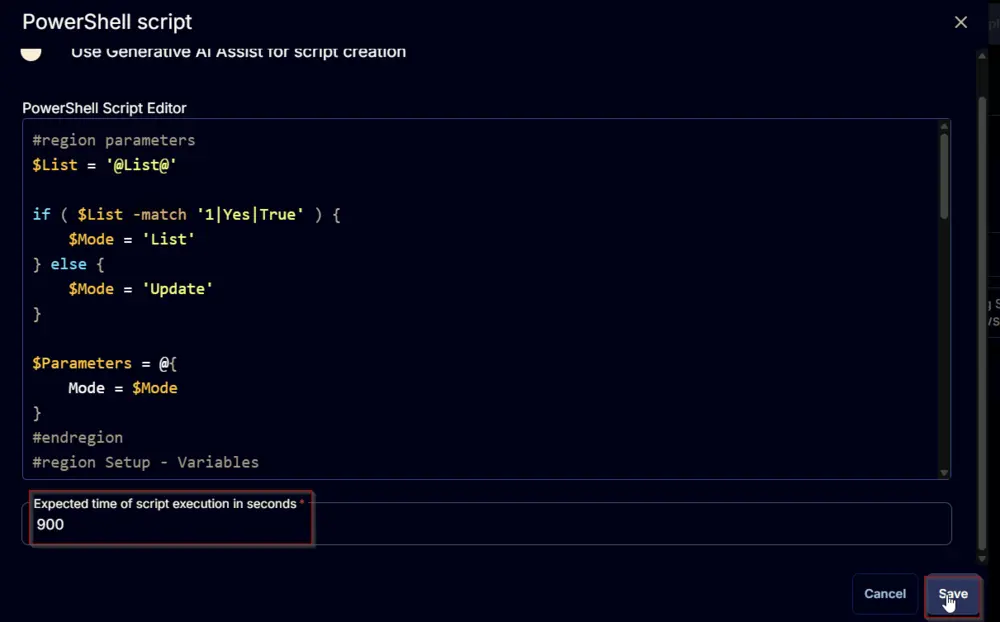 PowerShell script
Use Generative AI Assist for script creation
PowerShell Script Editor
#region parameters
$List = '@List@'
if ( $List -match '1|Yes|True' ) {
    $Mode = 'List'
} else {
    $Mode = 'Update'
}
$Parameters = @{
    Mode = $Mode
}
#endregion
#region Setup - Variables
Expected time of script execution in seconds *
900
Cancel
Save